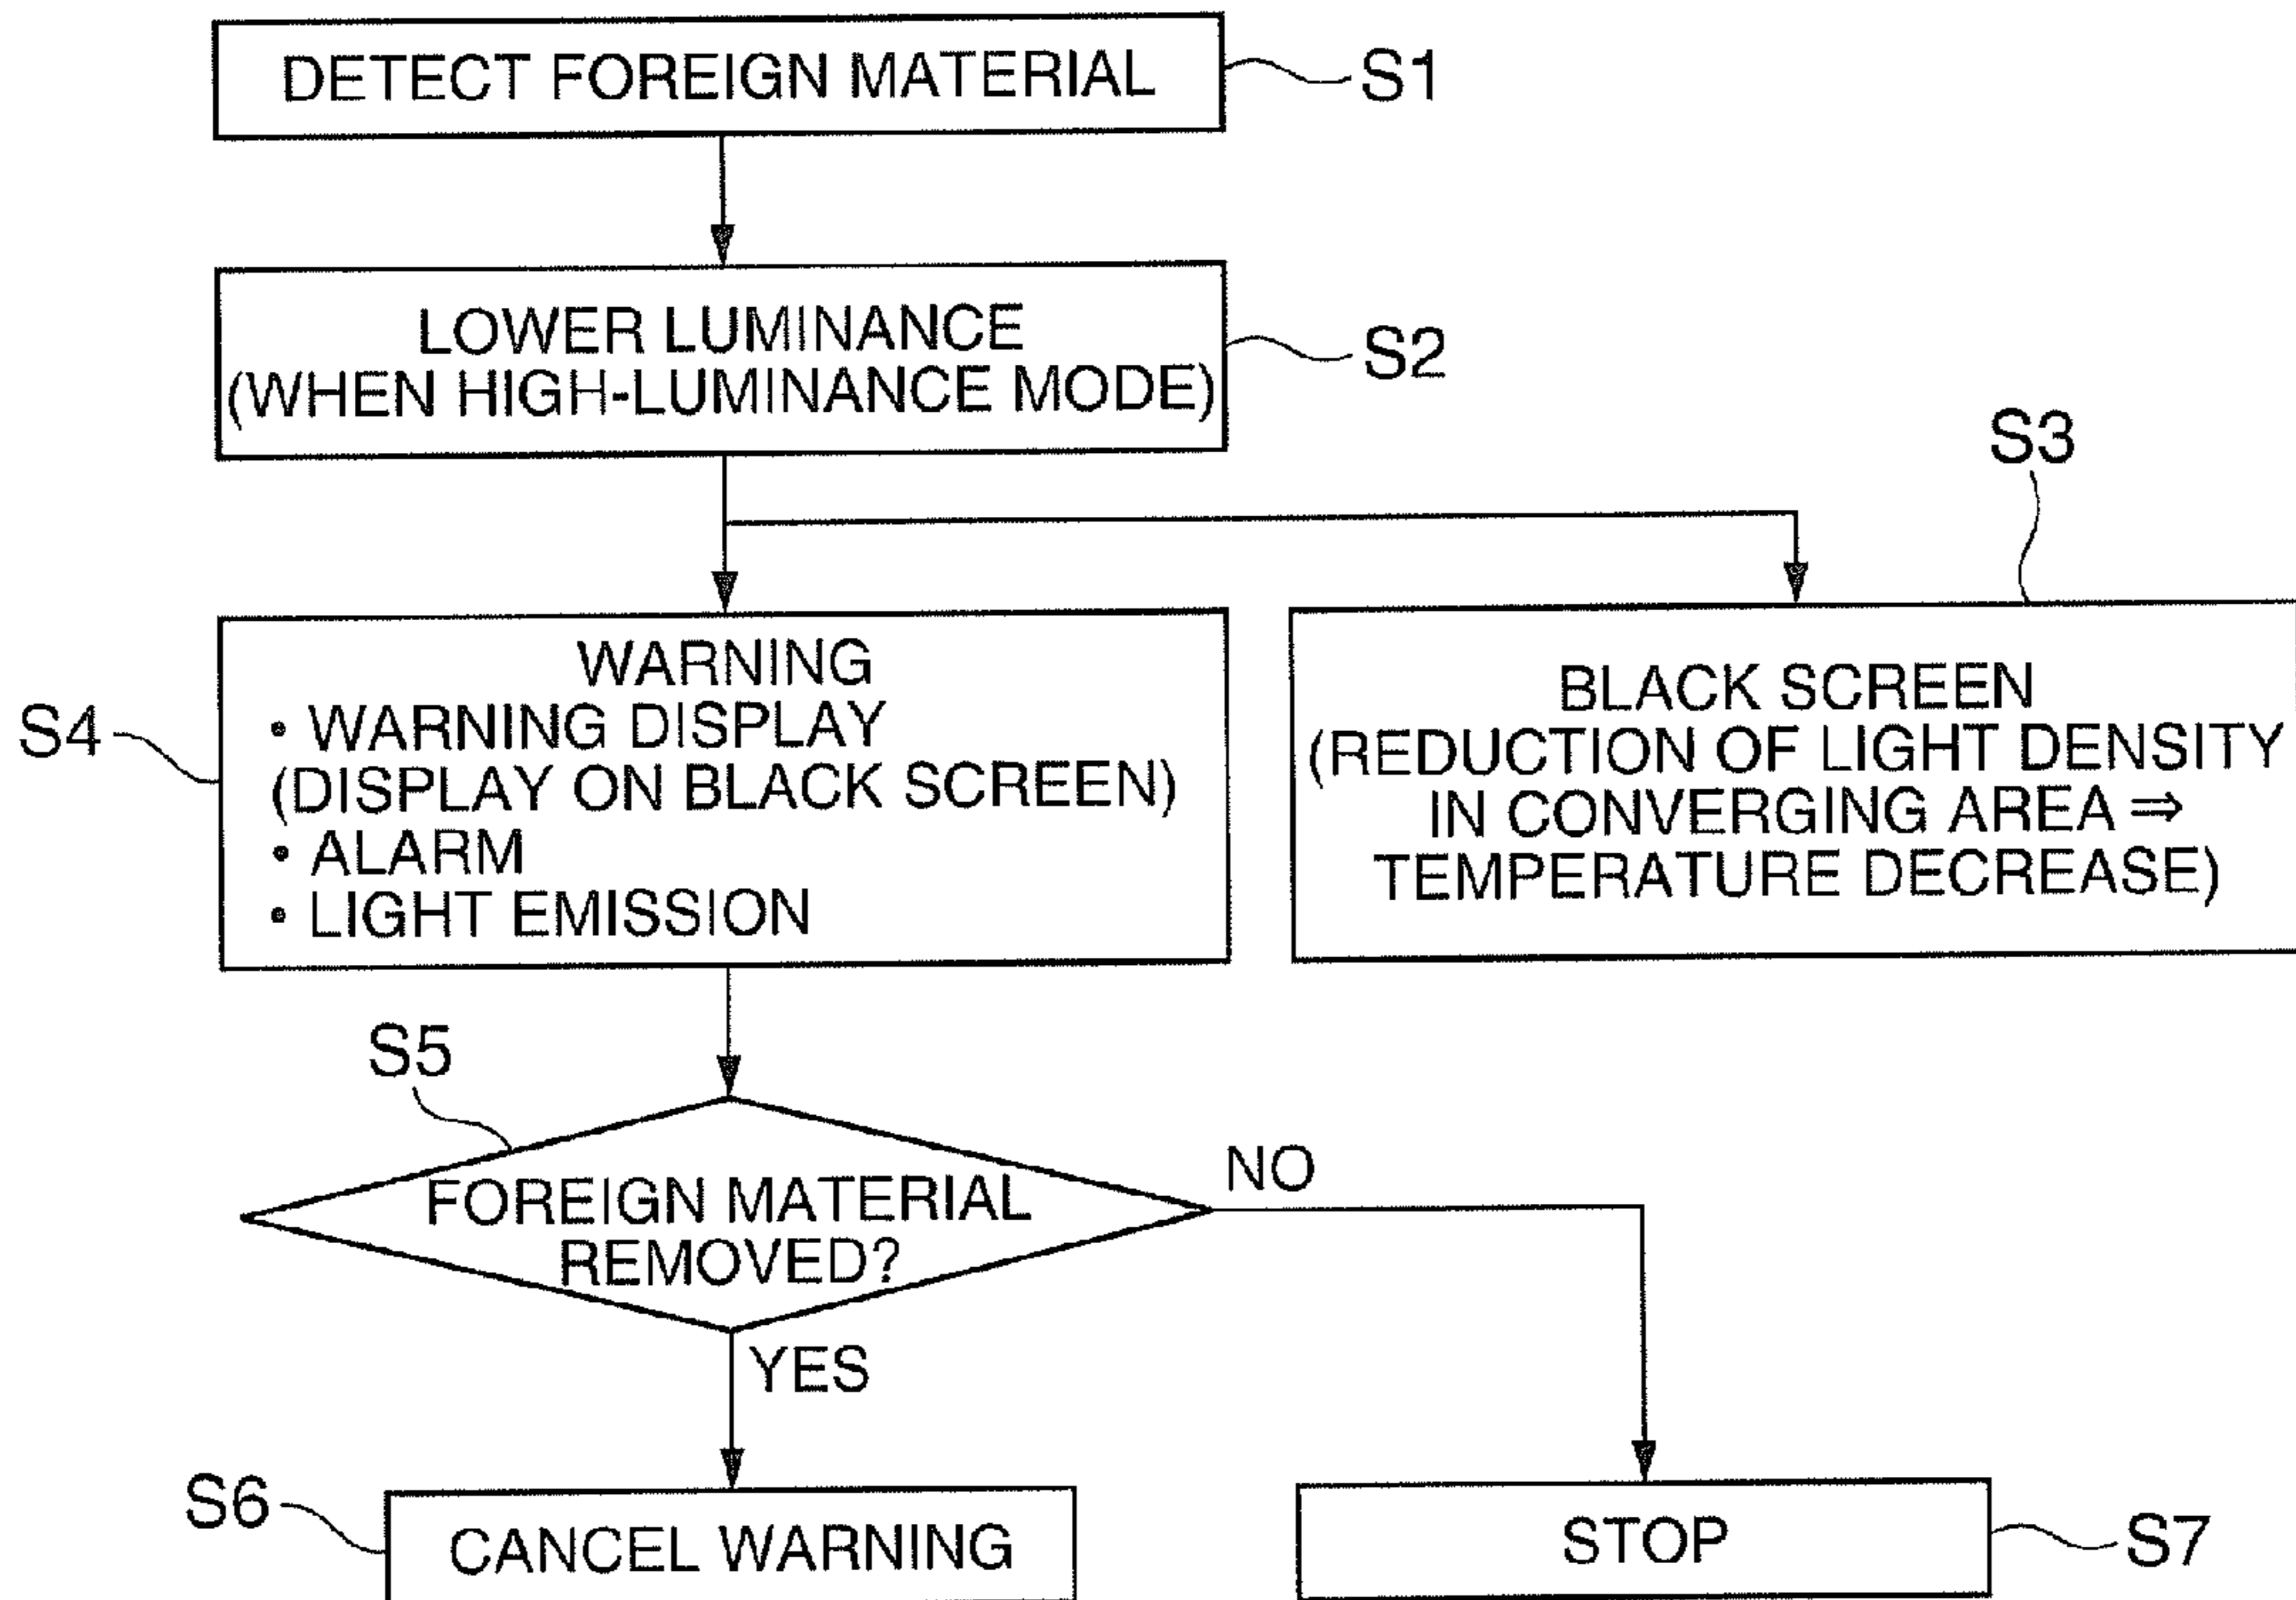 DETECT FOREIGN MATERIAL
S1
LOWER LUMINANCE
(WHEN HIGH-LUMINANCE MODE)
S2
S3
BLACK SCREEN
(REDUCTION OF LIGHT DENSITY
IN CONVERGING AREA ⇒
TEMPERATURE DECREASE)
S4
WARNING
• WARNING DISPLAY
(DISPLAY ON BLACK SCREEN)
• ALARM
• LIGHT EMISSION
S5
FOREIGN MATERIAL
REMOVED?
NO
YES
S6
CANCEL WARNING
STOP
S7